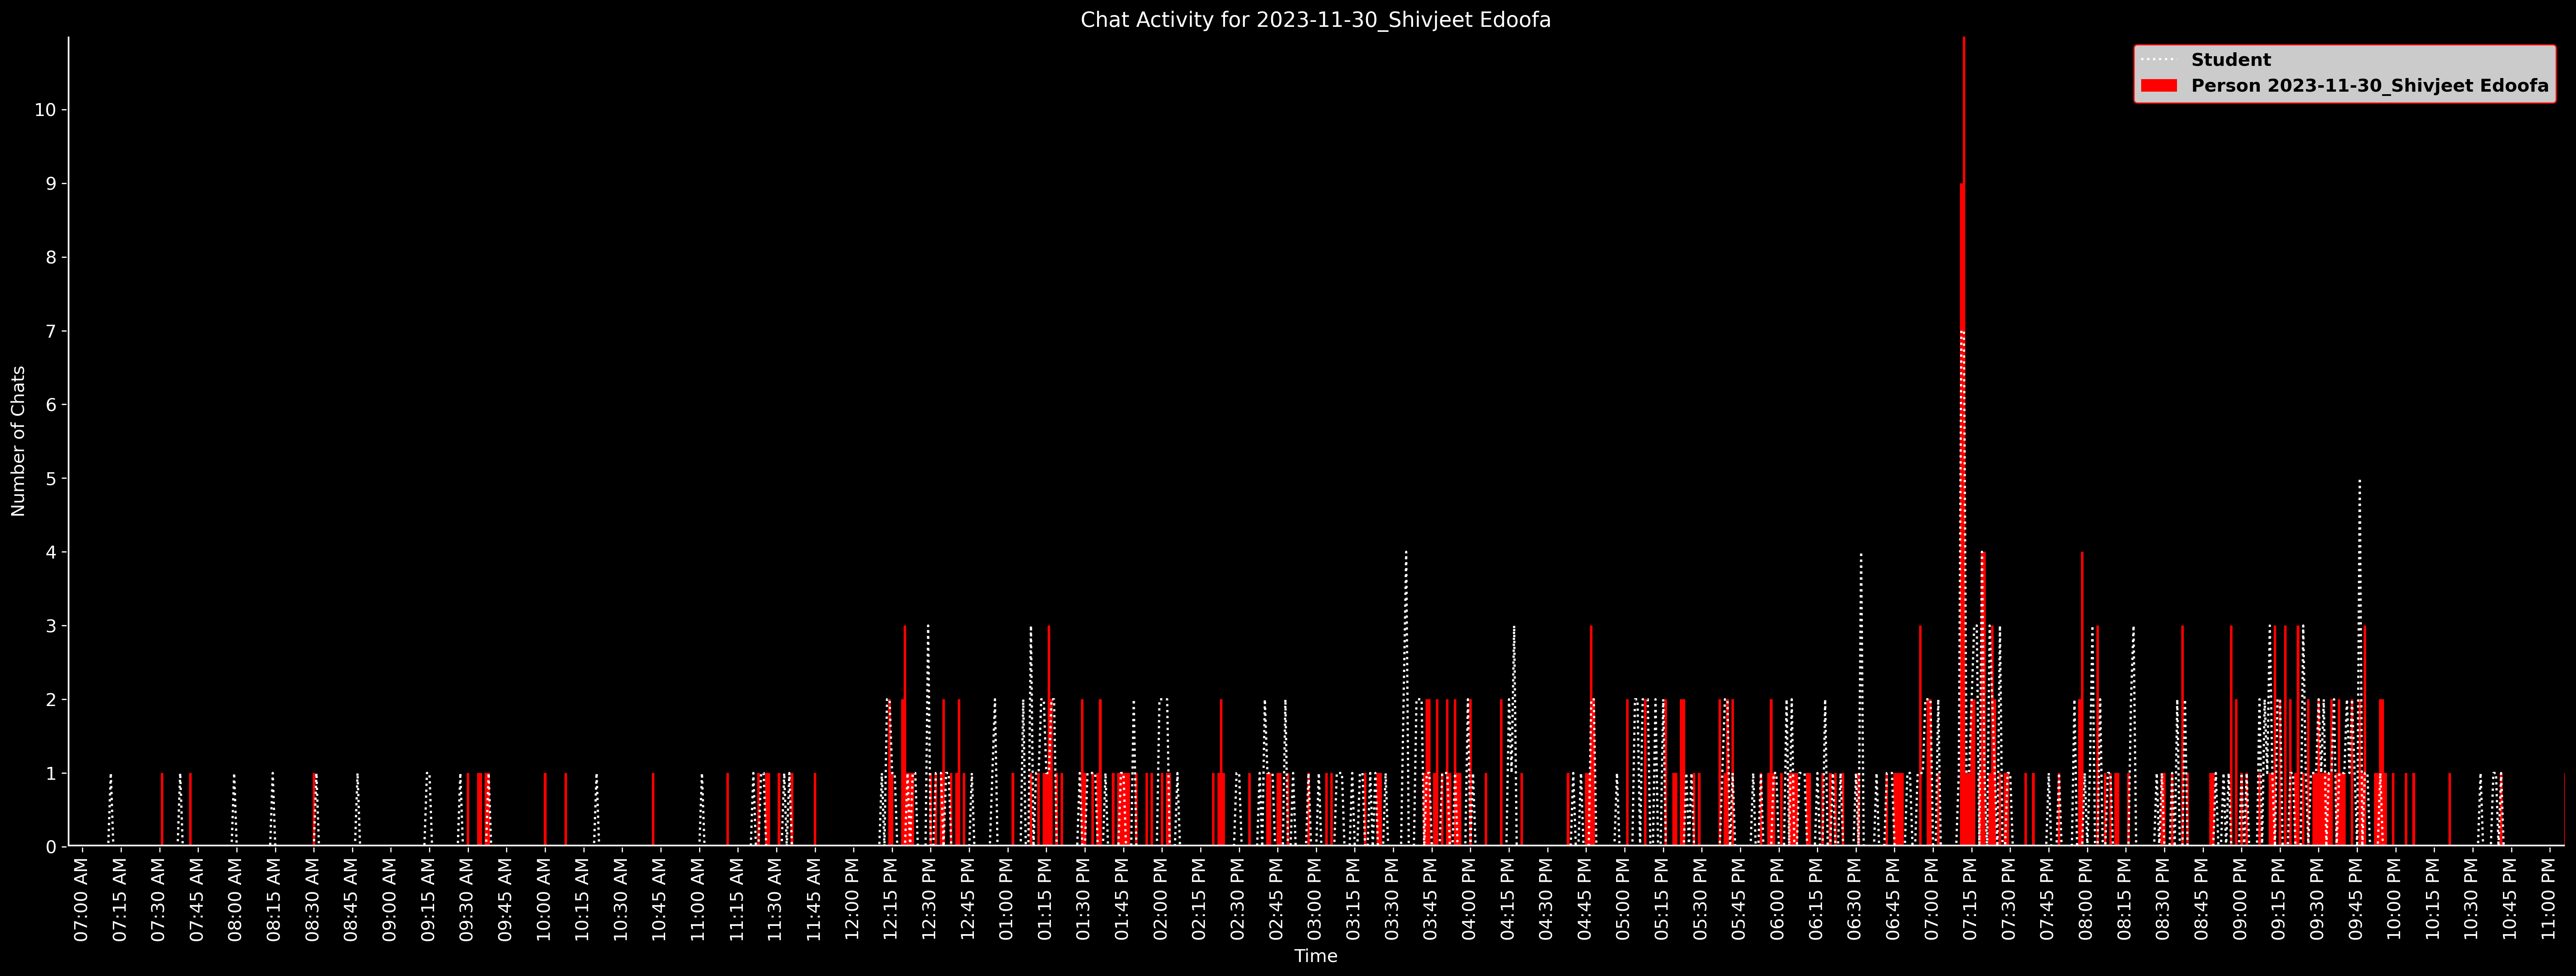 Chat Activity for 2023-11-30_Shivjeet Edoofa
Student
Person 2023-11-30_Shivjeet Edoofa
Number of Chats
10
9
8
7
6
5
4
3
2
1
0
07:00 AM
07:15 AM
07:30 AM
07:45 AM
08:00 AM
08:15 AM
08:30 AM
08:45 AM
09:00 AM
09:15 AM
09:30 AM
09:45 AM
10:00 AM
10:15 AM
10:30 AM
10:45 AM
11:00 AM
11:15 AM
11:30 AM
11:45 AM
12:00 PM
12:15 PM
12:30 PM
12:45 PM
01:00 PM
01:15 PM
01:30 PM
01:45 PM
02:00 PM
02:15 PM
02:30 PM
02:45 PM
03:00 PM
03:15 PM
03:30 PM
03:45 PM
04:00 PM
04:15 PM
04:30 PM
04:45 PM
05:00 PM
05:15 PM
05:30 PM
05:45 PM
06:00 PM
06:15 PM
06:30 PM
06:45 PM
07:00 PM
07:15 PM
07:30 PM
07:45 PM
08:00 PM
08:15 PM
08:30 PM
08:45 PM
09:00 PM
09:15 PM
09:30 PM
09:45 PM
10:00 PM
10:15 PM
10:30 PM
10:45 PM
11:00 PM
Time